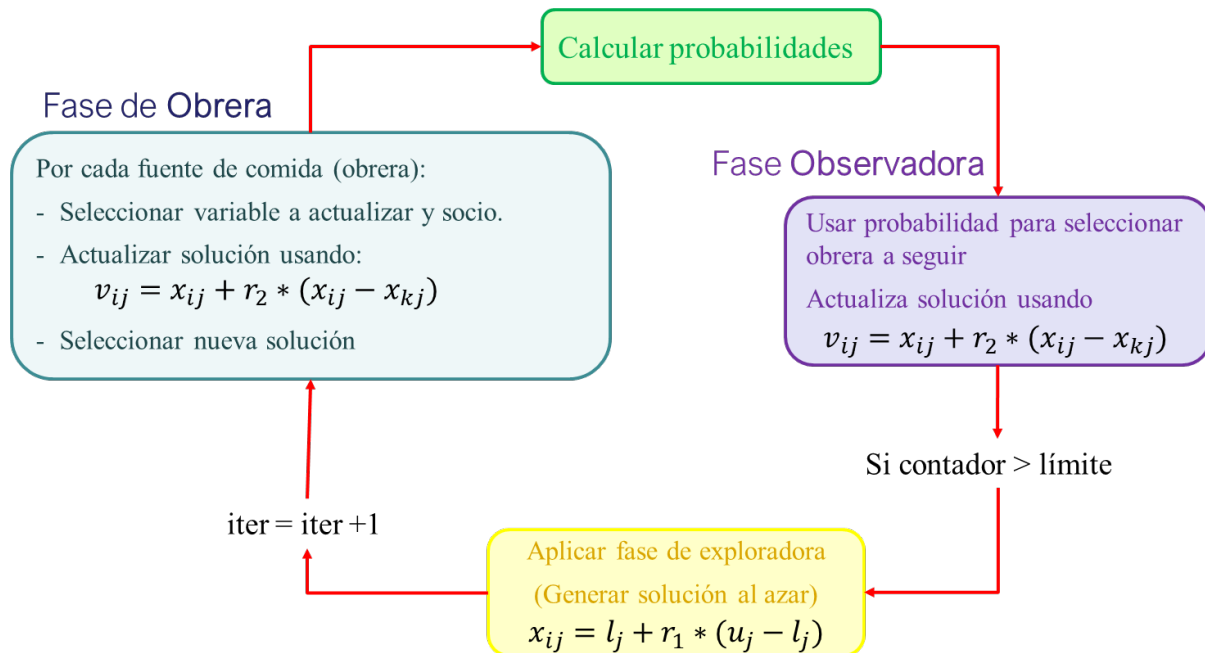 Calcular probabilidades
Fase de Obrera
Por cada fuente de comida (obrera):
- Seleccionar variable a actualizar y socio.
- Actualizar solución usando:
v_{ij} = x_{ij} + r_2 * (x_{ij} − x_{kj})
- Seleccionar nueva solución
Fase Observadora
Usar probabilidad para seleccionar
obrera a seguir
Actualiza solución usando
v_{ij} = x_{ij} + r_2 * (x_{ij} − x_{kj})
Si contador > límite
Aplicar fase de exploradora
(Generar solución al azar)
x_{ij} = l_j + r_1 * (u_j − l_j)
iter = iter +1